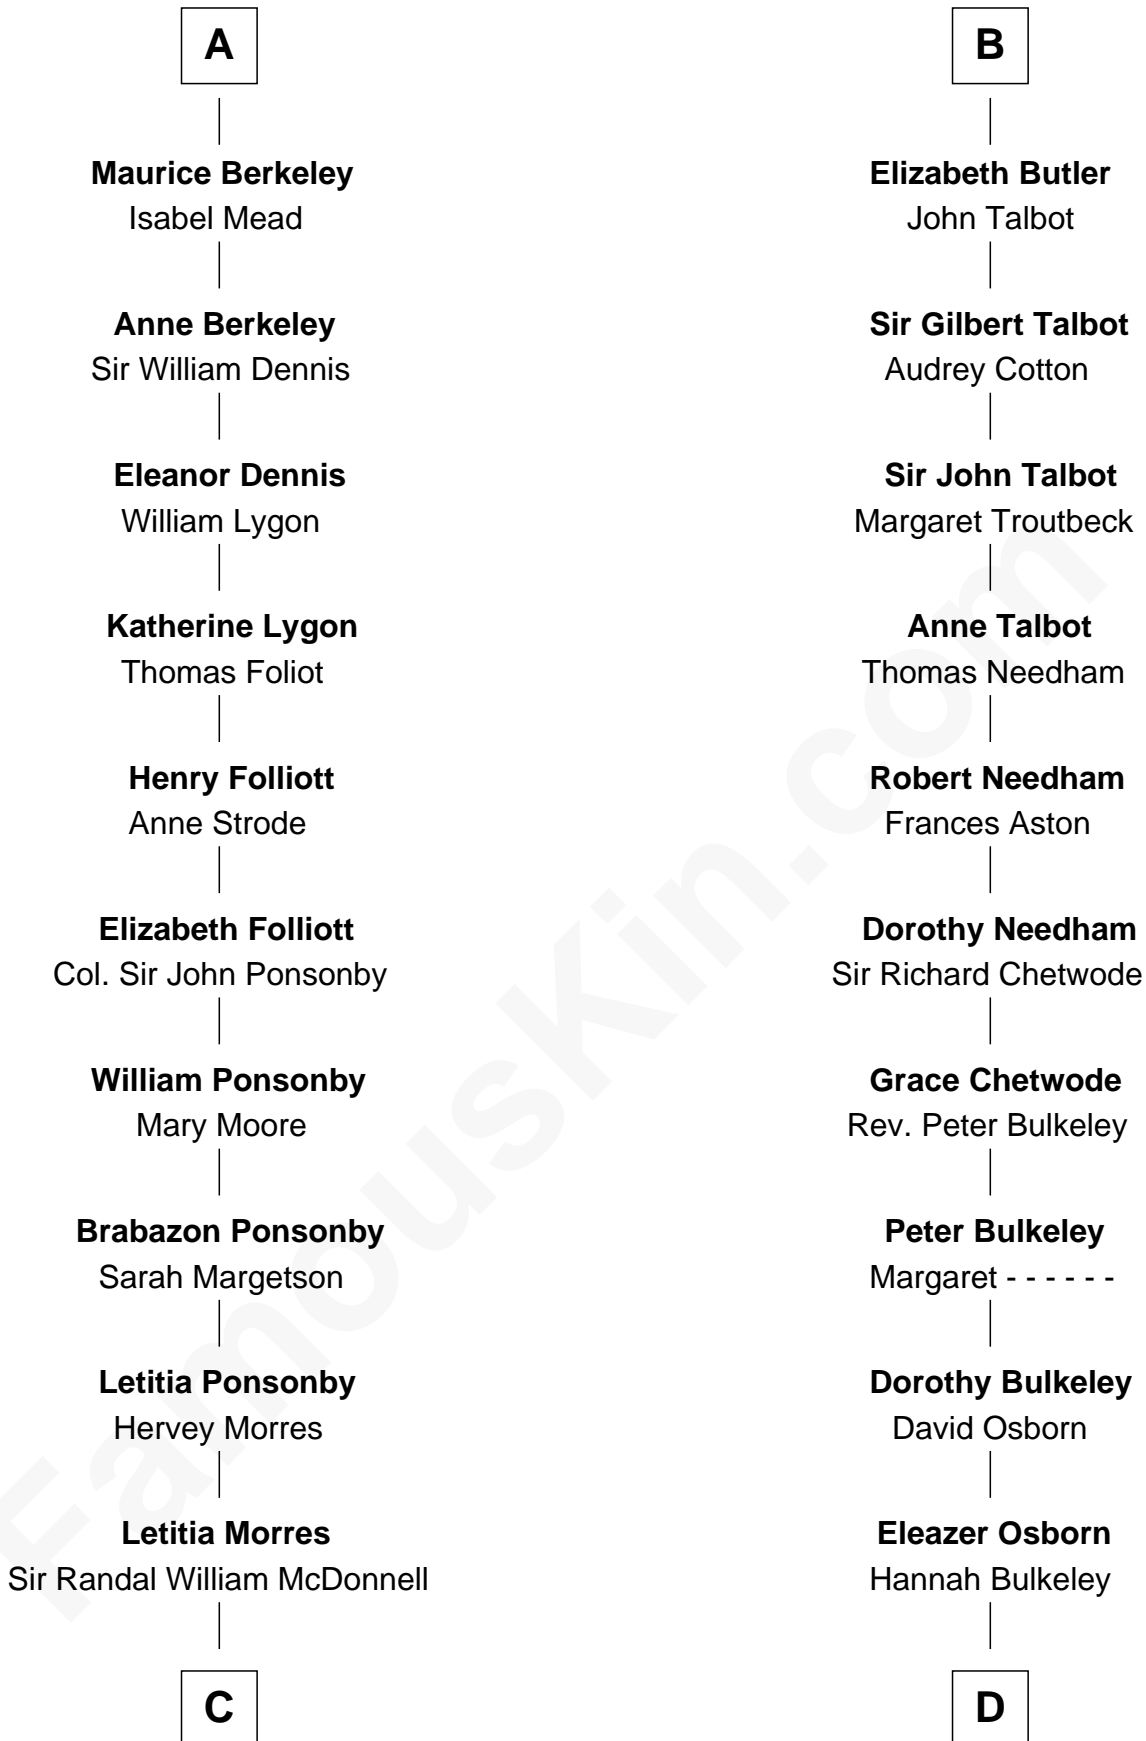 A
Maurice Berkeley
Isabel Mead
Anne Berkeley
Sir William Dennis
Eleanor Dennis
William Lygon
Katherine Lygon
Thomas Foliot
Henry Folliott
Anne Strode
Elizabeth Folliott
Col. Sir John Ponsonby
William Ponsonby
Mary Moore
Brabazon Ponsonby
Sarah Margetson
Letitia Ponsonby
Hervey Morres
Letitia Morres
Sir Randal William McDonnell
C
B
Elizabeth Butler
John Talbot
Sir Gilbert Talbot
Audrey Cotton
Sir John Talbot
Margaret Troutbeck
Anne Talbot
Thomas Needham
Robert Needham
Frances Aston
Dorothy Needham
Sir Richard Chetwode
Grace Chetwode
Rev. Peter Bulkeley
Peter Bulkeley
Margaret - - - - - -
Dorothy Bulkeley
David Osborn
Eleazer Osborn
Hannah Bulkeley
D
FamousKin.com